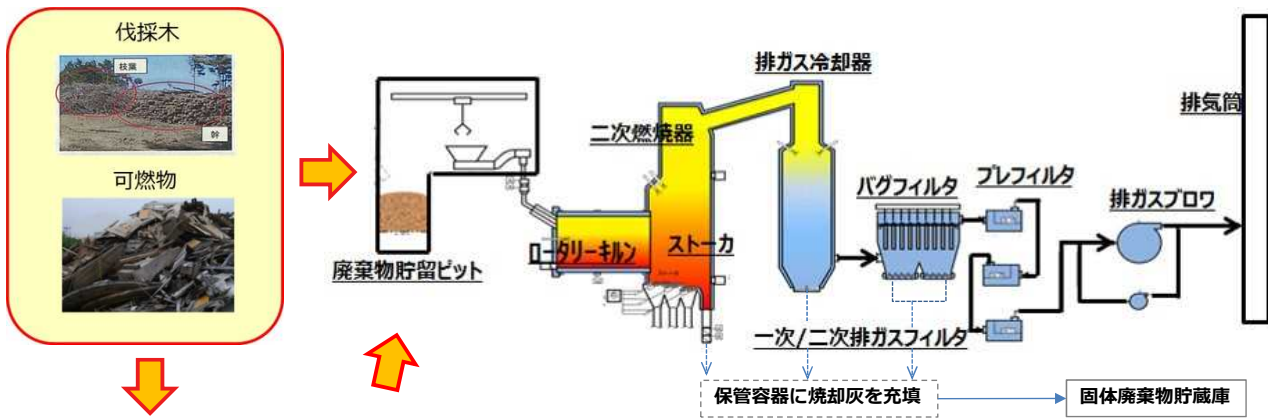 伐採木
枝葉
幹
可燃物
廃棄物貯留ピット
ロータリーキルン
ストーカ
二次燃焼器
排ガス冷却器
バグフィルタ
プレフィルタ
一次/二次排ガスフィルタ
排ガスブロワ
排気筒
保管容器に焼却灰を充填
固体廃棄物貯蔵庫